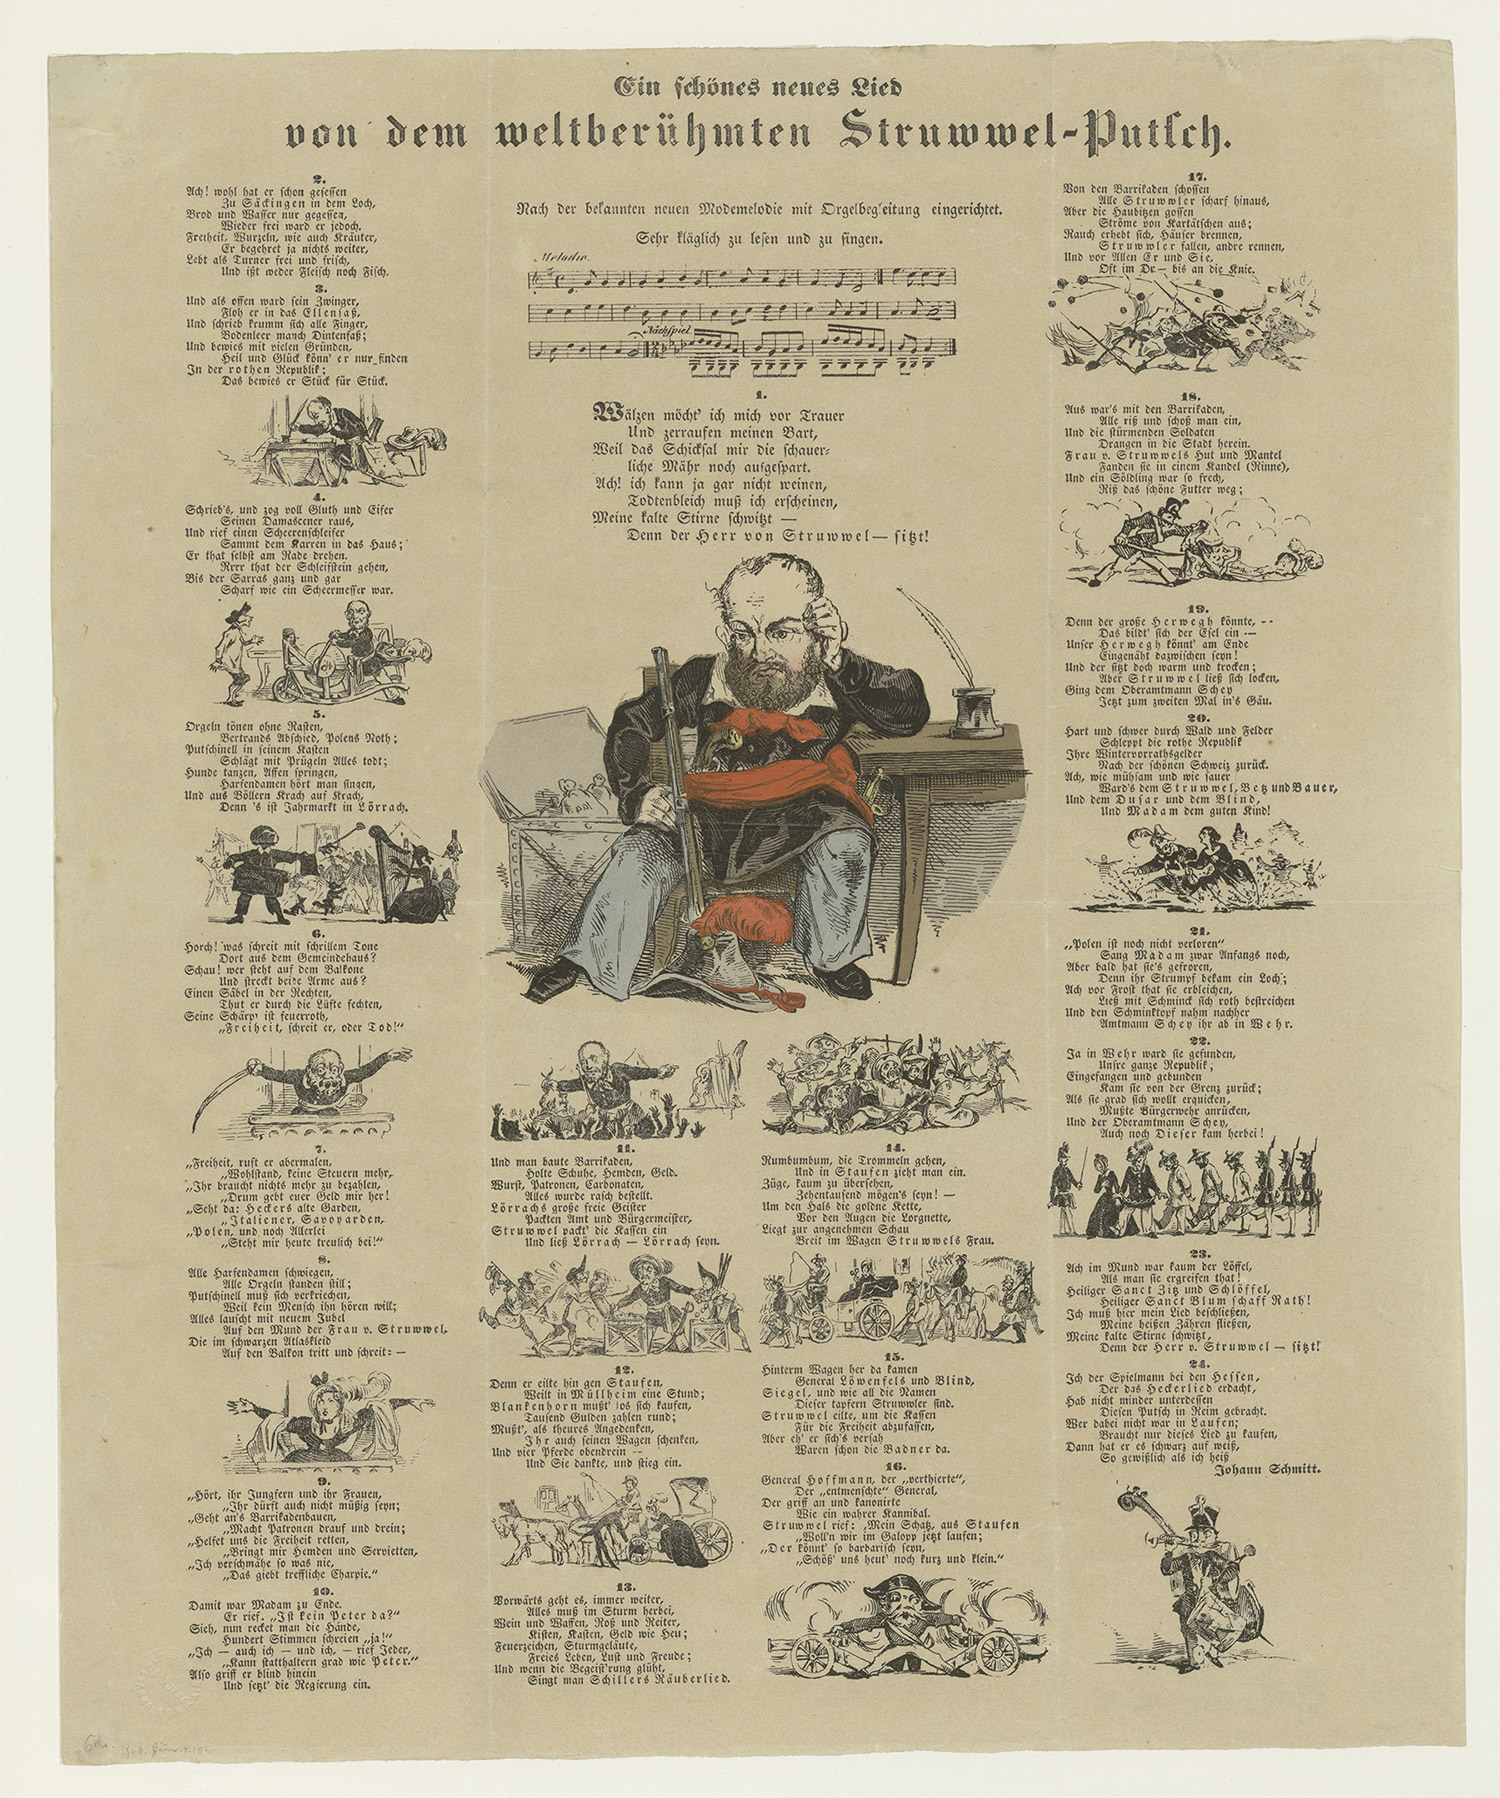 Ein schönes neues Lied
von dem weltberühmten Struwwel-Putsch.
Nach der bekannten neuen Modemelodie mit Orgelbegleitung eingerichtet.
Sehr kläglich zu lesen und zu singen.
Melodie.
Nachspiel.
1.
Wälzen möcht' ich mich vor Trauer
Und zerraufen meinen Bart,
Weil das Schicksal mir die schauer-
liche Mähr noch aufgespart.
Ach! ich kann ja gar nicht weinen,
Todtenbleich muß ich erscheinen,
Meine kalte Stirne schwitzt —
Denn der Herr von Struwwel — sitzt!
2.
Ach! wohl hat er schon gesessen
Zu Säckingen in dem Loch,
Brod und Wasser nur gegessen,
Wieder frei ward er jedoch.
Freiheit, Wurzeln, wie auch Kräuter,
Er begehret ja nichts weiter,
Lebt als Turner frei und frisch,
Und ißt weder Fleisch noch Fisch.
3.
Und als offen ward sein Zwinger,
Floh er in das Ellensaß,
Und schrieb krumm sich alle Finger,
Bodenleer manch Dintenfaß;
Und bewies mit vielen Gründen,
Heil und Glück könn' er nur finden
In der rothen Republik;
Das bewies er Stück für Stück.
4.
Schrieb's, und zog voll Gluth und Eifer
Seinen Damascener raus,
Und rief einen Scheerenschleifer
Sammt dem Karren in das Haus;
Er that selbst am Rade drehen.
Rrrr that der Schleifstein gehen,
Bis der Sarras ganz und gar
Scharf wie ein Scheermesser war.
5.
Orgeln tönen ohne Rasten,
Bertrands Abschied, Polens Noth;
Putschinell in seinem Kasten
Schlägt mit Prügeln Alles todt;
Hunde tanzen, Affen springen,
Harfendamen hört man singen,
Und aus Böllern Krach auf Krach,
Denn 's ist Jahrmarkt in Lörrach.
6.
Horch! was schreit mit schrillem Tone
Dort aus dem Gemeindehaus?
Schau! wer steht auf dem Balkone
Und streckt beide Arme aus?
Einen Säbel in der Rechten,
Thut er durch die Lüfte fechten,
Seine Schärp' ist feuerroth,
„Freiheit, schreit er, oder Tod!"
7.
„Freiheit, ruft er abermalen,
„Wohlstand, keine Steuern mehr,
„Ihr braucht nichts mehr zu bezahlen,
„Drum gebt euer Geld mir her!
„Seht da: Heckers alte Garden,
„Italiener, Savoyarden,
„Polen, und noch Allerlei
„Steht mir heute treulich bei!"
8.
Alle Harfendamen schwiegen,
Alle Orgeln standen still;
Putschinell muß sich verkriechen,
Weil kein Mensch ihn hören will;
Alles lauscht mit neuem Jubel
Auf den Mund der Frau v. Struwwel,
Die im schwarzen Atlaskleid
Auf den Balkon tritt und schreit: —
9.
„Hört, ihr Jungfern und ihr Frauen,
„Ihr dürft auch nicht müßig seyn;
„Geht an's Barrikadenbauen,
„Macht Patronen drauf und drein;
„Helfet uns die Freiheit retten,
„Bringt mir Hemden und Servietten,
„Ich verschmähe so was nie,
„Das giebt treffliche Charpie."
10.
Damit war Madam zu Ende.
Er rief. „Ist kein Peter da?"
Sieh, nun recket man die Hände,
Hundert Stimmen schreien „ja!"
„Ich — auch ich — und ich, — rief Jeder,
„Kann statthaltern grad wie Peter."
Also griff er blind hinein
Und setzt' die Regierung ein.
11.
Und man baute Barrikaden,
Holte Schuhe, Hemden, Geld.
Wurst, Patronen, Carbonaten,
Alles wurde rasch bestellt.
Lörrachs große freie Geister
Packten Amt und Bürgermeister,
Struwwel packt' die Kassen ein
Und ließ Lörrach — Lörrach seyn.
12.
Denn er eilte hin gen Staufen,
Weilt in Müllheim eine Stund;
Blankenhorn mußt' los sich kaufen,
Tausend Gulden zahlen rund;
Mußt', als theures Angedenken,
Ihr auch seinen Wagen schenken,
Und vier Pferde obendrein —
Und Sie dankte, und stieg ein.
13.
Vorwärts geht es, immer weiter,
Alles muß im Sturm herbei,
Wein und Waffen, Roß und Reiter,
Kisten, Kasten, Geld wie Heu;
Feuerzeichen, Sturmgeläute,
Freies Leben, Lust und Freude;
Und wenn die Begeist'rung glüht,
Singt man Schillers Räuberlied.
14.
Rumbumbum, die Trommeln gehen,
Und in Staufen zieht man ein.
Züge, kaum zu übersehen,
Zehentausend mögen's seyn! —
Um den Hals die goldne Kette,
Vor den Augen die Lorgnette,
Liegt zur angenehmen Schau
Breit im Wagen Struwwels Frau.
15.
Hinterm Wagen her da kamen
General Löwenfels und Blind,
Siegel, und wie all die Namen
Dieser tapfern Struwwler sind.
Struwwel eilte, um die Kassen
Für die Freiheit abzufassen,
Aber eh' er sich's versah
Waren schon die Badner da.
16.
General Hoffmann, der „verthierte",
Der „entmenschte" General,
Der griff an und kanonirte
Wie ein wahrer Kannibal.
Struwwel rief: „Mein Schatz, aus Staufen
„Woll'n wir im Galopp jetzt laufen;
„Der könnt' so barbarisch seyn,
„Schöß' uns heut' noch kurz und klein."
17.
Von den Barrikaden schossen
Alle Struwwler scharf hinaus,
Aber die Haubitzen gossen
Ströme von Kartätschen aus;
Rauch erhebt sich, Häuser brennen,
Struwwler fallen, andre rennen,
Und vor Allen Er und Sie,
Oft im Dr— bis an die Knie.
18.
Aus war's mit den Barrikaden,
Alle riß und schoß man ein,
Und die stürmenden Soldaten
Drangen in die Stadt herein.
Frau v. Struwwels Hut und Mantel
Fanden sie in einem Kandel (Rinne),
Und ein Söldling war so frech,
Riß das schöne Futter weg;
19.
Denn der große Herwegh könnte, --
Das bildt' sich der Esel ein —
Unser Herwegh könnt' am Ende
Eingenäht dazwischen seyn!
Und der sitzt doch warm und trocken;
Aber Struwwel ließ sich locken,
Ging dem Oberamtmann Schey
Jetzt zum zweiten Mal in's Gäu.
20.
Hart und schwer durch Wald und Felder
Schleppt die rothe Republik
Ihre Wintervorrathsgelder
Nach der schönen Schweiz zurück.
Ach, wie mühsam und wie sauer
Ward's dem Struwwel, Betz und Bauer,
Und dem Dusar und dem Blind,
Und Madam dem guten Kind!
21.
„Polen ist noch nicht verloren"
Sang Madam zwar Anfangs noch,
Aber bald hat sie's gefroren,
Denn ihr Strumpf bekam ein Loch;
Ach vor Frost that sie erbleichen,
Ließ mit Schminck sich roth bestreichen
Und den Schminktopf nahm nachher
Amtmann Schey ihr ab in Wehr.
22.
Ja in Wehr ward sie gefunden,
Unsre ganze Republik,
Eingefangen und gebunden
Kam sie von der Grenz zurück;
Als sie grad sich wollt erquicken,
Mußte Bürgerwehr anrücken,
Und der Oberamtmann Schey,
Auch noch Dieser kam herbei!
23.
Ach im Mund war kaum der Löffel,
Als man sie ergreifen that!
Heiliger Sanct Zitz und Schlöffel,
Heiliger Sanct Blum schaff Rath!
Ich muß hier mein Lied beschließen,
Meine heißen Zähren fließen,
Meine kalte Stirne schwitzt,
Denn der Herr v. Struwwel — sitzt!
24.
Ich der Spielmann bei den Hessen,
Der das Heckerlied erdacht,
Hab nicht minder unterdessen
Diesen Putsch in Reim gebracht.
Wer dabei nicht war in Laufen;
Braucht nur dieses Lied zu kaufen,
Dann hat er es schwarz auf weiß,
So gewißlich als ich heiß
Johann Schmitt.